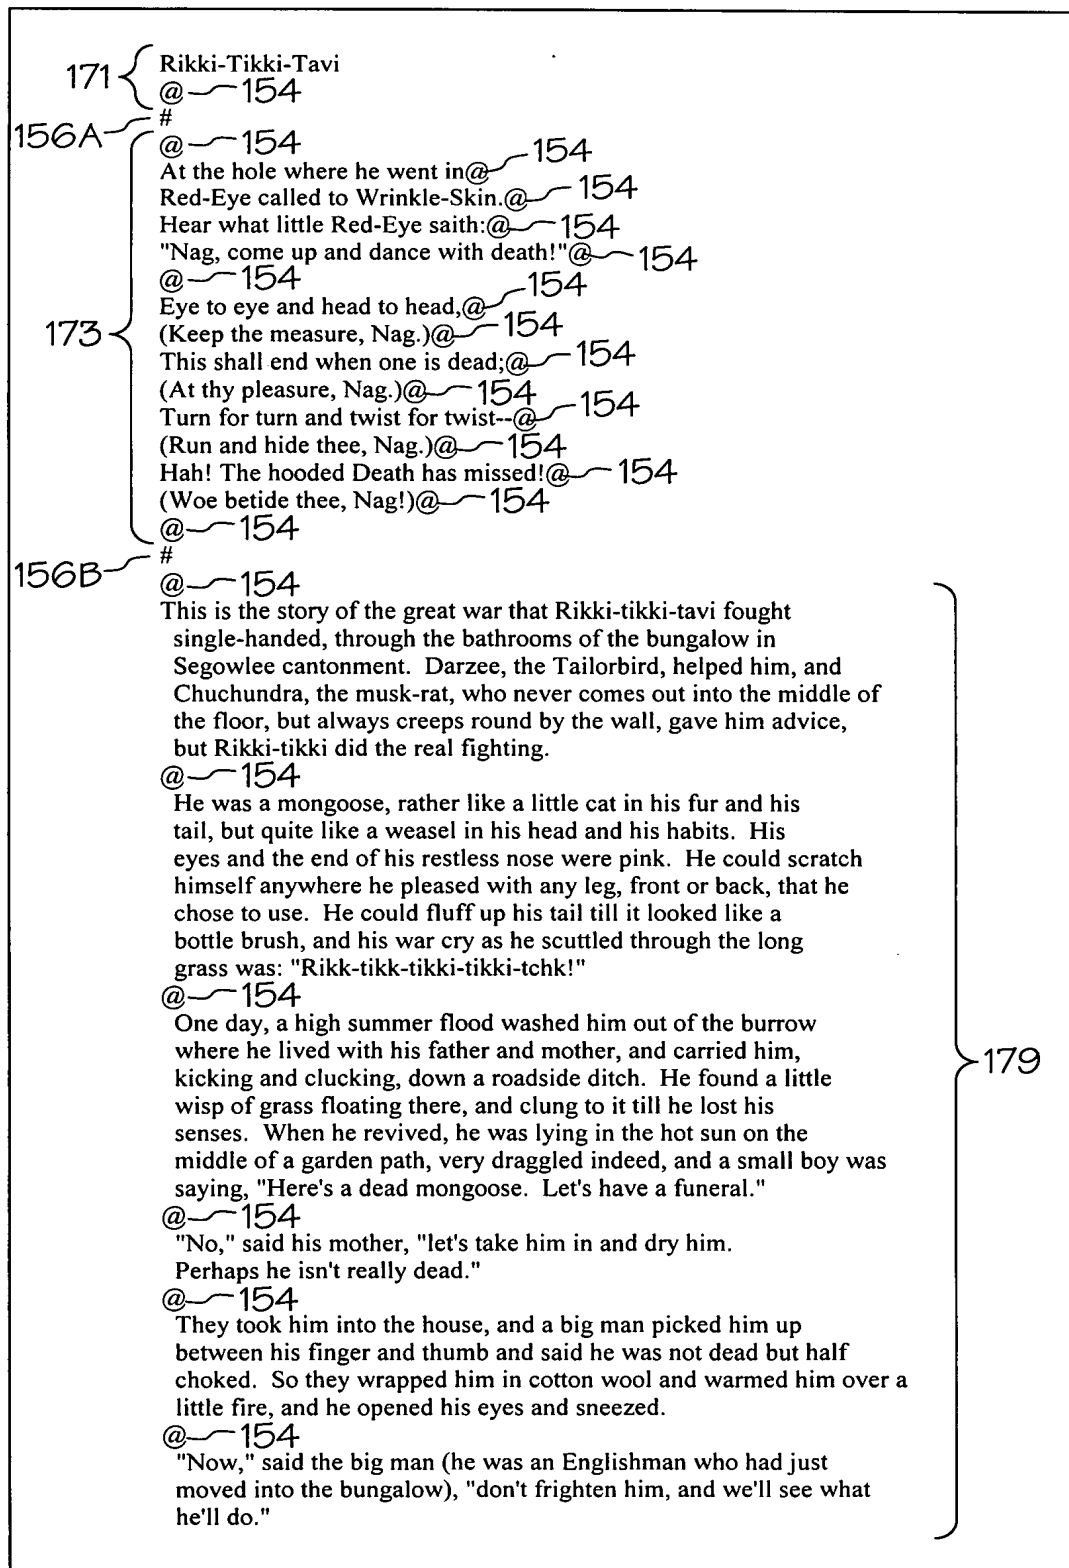 171 Rikki-Tikki-Tavi
@ 154
156A #
@ 154
At the hole where he went in@ 154
Red-Eye called to Wrinkle-Skin.@ 154
Hear what little Red-Eye saith:@ 154
"Nag, come up and dance with death!"@ 154
@ 154
Eye to eye and head to head,@ 154
173 (Keep the measure, Nag.)@ 154
This shall end when one is dead;@ 154
(At thy pleasure, Nag.)@ 154
Turn for turn and twist for twist--@ 154
(Run and hide thee, Nag.)@ 154
Hah! The hooded Death has missed!@ 154
(Woe betide thee, Nag!)@ 154
@ 154
156B #
@ 154
This is the story of the great war that Rikki-tikki-tavi fought
single-handed, through the bathrooms of the bungalow in
Segowlee cantonment. Darzee, the Tailorbird, helped him, and
Chuchundra, the musk-rat, who never comes out into the middle of
the floor, but always creeps round by the wall, gave him advice,
but Rikki-tikki did the real fighting.
@ 154
He was a mongoose, rather like a little cat in his fur and his
tail, but quite like a weasel in his head and his habits. His
eyes and the end of his restless nose were pink. He could scratch
himself anywhere he pleased with any leg, front or back, that he
chose to use. He could fluff up his tail till it looked like a
bottle brush, and his war cry as he scuttled through the long
grass was: "Rikk-tikk-tikki-tikki-tchk!"
@ 154
One day, a high summer flood washed him out of the burrow
where he lived with his father and mother, and carried him,
kicking and clucking, down a roadside ditch. He found a little
179
wisp of grass floating there, and clung to it till he lost his
senses. When he revived, he was lying in the hot sun on the
middle of a garden path, very draggled indeed, and a small boy was
saying, "Here's a dead mongoose. Let's have a funeral."
@ 154
"No," said his mother, "let's take him in and dry him.
Perhaps he isn't really dead."
@ 154
They took him into the house, and a big man picked him up
between his finger and thumb and said he was not dead but half
choked. So they wrapped him in cotton wool and warmed him over a
little fire, and he opened his eyes and sneezed.
@ 154
"Now," said the big man (he was an Englishman who had just
moved into the bungalow), "don't frighten him, and we'll see what
he'll do."